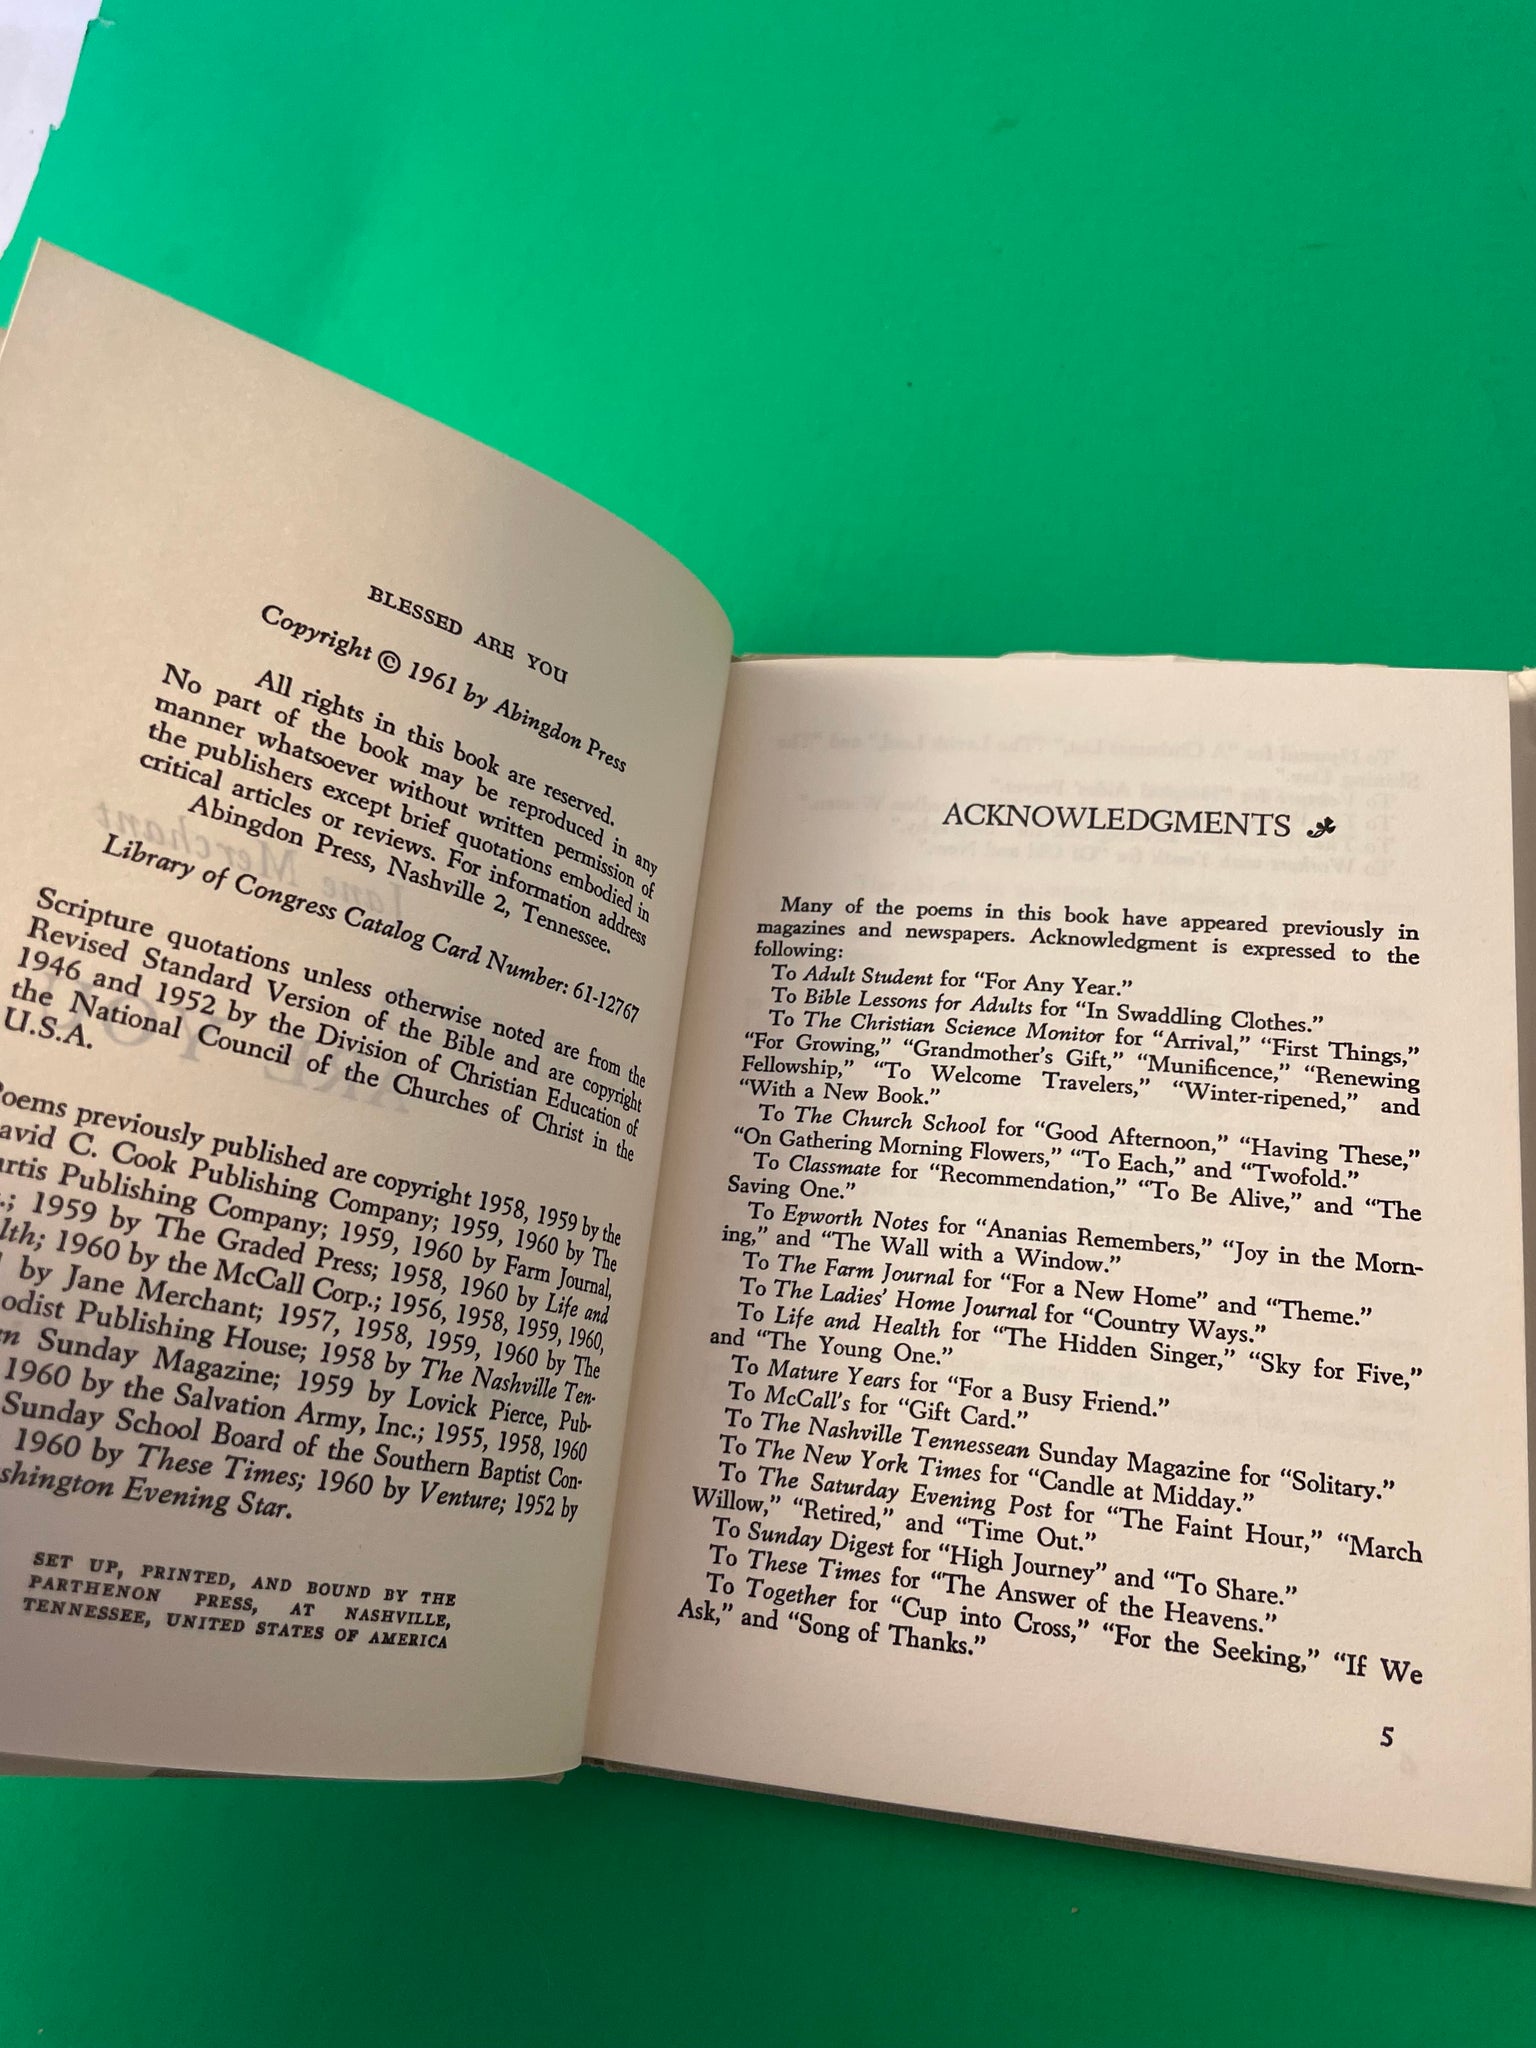 BLESSED ARE YOU
Copyright © 1961 by Abingdon Press
All rights in this book are reserved.
No part of the book may be reproduced in any
manner whatsoever without written permission of
the publishers except brief quotations embodied in
critical articles or reviews. For information address
Abingdon Press, Nashville 2, Tennessee.
Library of Congress Catalog Card Number: 61-12767
Scripture quotations unless otherwise noted are from the
Revised Standard Version of the Bible and are copyright
1946 and 1952 by the Division of Christian Education of
the National Council of the Churches of Christ in the
U.S.A.
Poems previously published are copyright 1958, 1959 by the
avid C. Cook Publishing Company; 1959, 1960 by The
urtis Publishing Company; 1959, 1960 by Farm Journal,
.; 1959 by The Graded Press; 1958, 1960 by Life and
lth; 1960 by the McCall Corp.; 1956, 1958, 1959, 1960,
by Jane Merchant; 1957, 1958, 1959, 1960 by The
odist Publishing House; 1958 by The Nashville Ten-
n Sunday Magazine; 1959 by Lovick Pierce, Pub-
1960 by the Salvation Army, Inc.; 1955, 1958, 1960
Sunday School Board of the Southern Baptist Con-
1960 by These Times; 1960 by Venture; 1952 by
shington Evening Star.
SET UP, PRINTED, AND BOUND BY THE
PARTHENON PRESS, AT NASHVILLE,
TENNESSEE, UNITED STATES OF AMERICA
ACKNOWLEDGMENTS
Many of the poems in this book have appeared previously in
magazines and newspapers. Acknowledgment is expressed to the
following:
To Adult Student for “For Any Year.”
To Bible Lessons for Adults for “In Swaddling Clothes.”
To The Christian Science Monitor for “Arrival,” “First Things,”
“For Growing,” “Grandmother’s Gift,” “Munificence,” “Renewing
Fellowship,” “To Welcome Travelers,” “Winter-ripened,” and
“With a New Book.”
To The Church School for “Good Afternoon,” “Having These,”
“On Gathering Morning Flowers,” “To Each,” and “Twofold.”
To Classmate for “Recommendation,” “To Be Alive,” and “The
Saving One.”
To Epworth Notes for “Ananias Remembers,” “Joy in the Morn-
ing,” and “The Wall with a Window.”
To The Farm Journal for “For a New Home” and “Theme.”
To The Ladies’ Home Journal for “Country Ways.”
To Life and Health for “The Hidden Singer,” “Sky for Five,”
and “The Young One.”
To Mature Years for “For a Busy Friend.”
To McCall’s for “Gift Card.”
To The Nashville Tennessean Sunday Magazine for “Solitary.”
To The New York Times for “Candle at Midday.”
To The Saturday Evening Post for “The Faint Hour,” “March
Willow,” “Retired,” and “Time Out.”
To Sunday Digest for “High Journey” and “To Share.”
To These Times for “The Answer of the Heavens.”
To Together for “Cup into Cross,” “For the Seeking,” “If We
Ask,” and “Song of Thanks.”
5